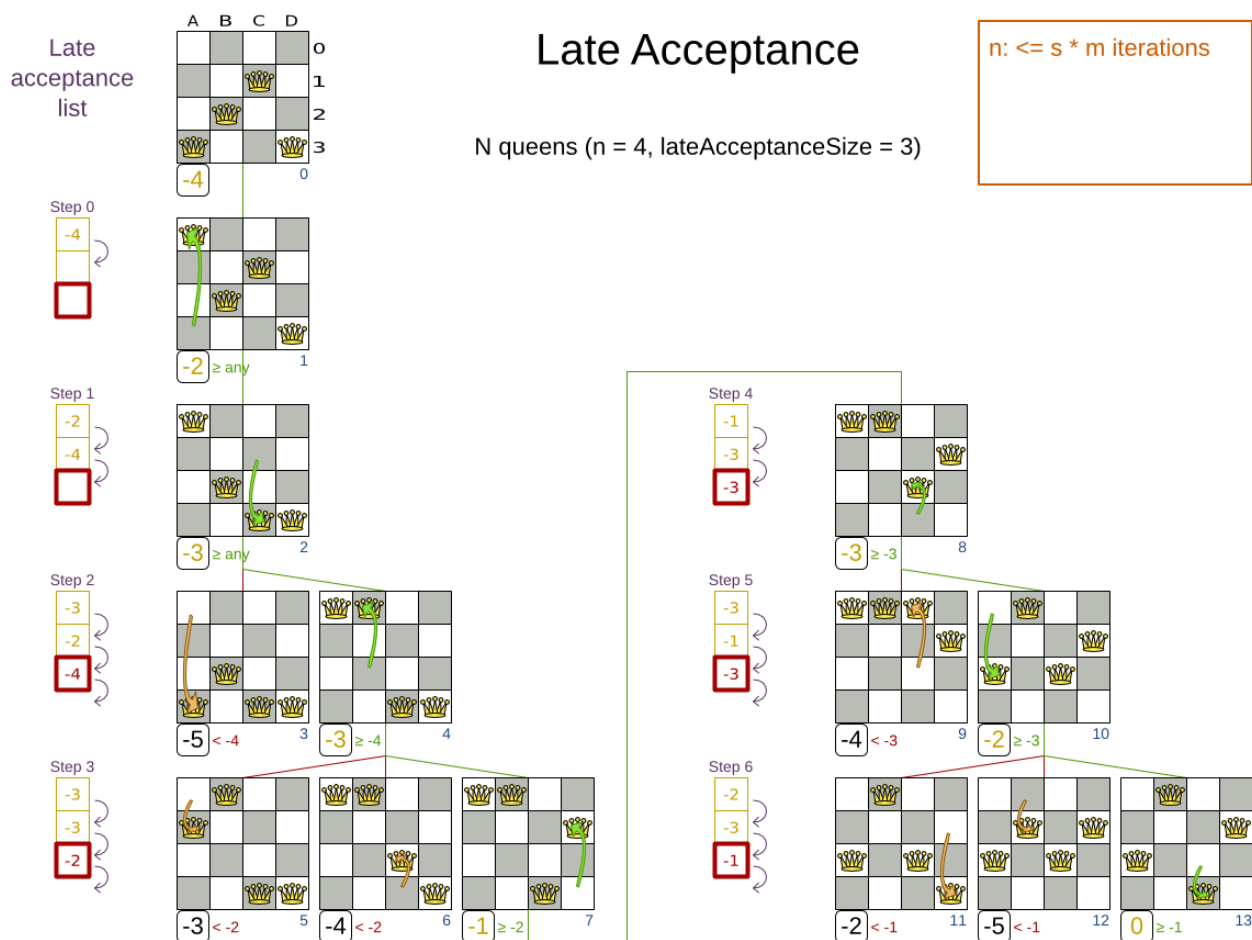 A B C D
Late
acceptance
list
0
1
2
3
-4
0
Late Acceptance
N queens (n = 4, lateAcceptanceSize = 3)
n: <= s * m iterations
Step 0
-4
-2 ≥ any
1
Step 1
-2
-4
-3 ≥ any
2
Step 2
-3
-2
-4
-5 < -4
3
-3 ≥ -4
4
Step 3
-3
-3
-2
-3 < -2
5
-4 < -2
6
-1 ≥ -2
7
Step 4
-1
-3
-3
-3 ≥ -3
8
Step 5
-3
-1
-3
-4 < -3
9
-2 ≥ -3
10
Step 6
-2
-3
-1
-2 < -1
11
-5 < -1
12
0 ≥ -1
13